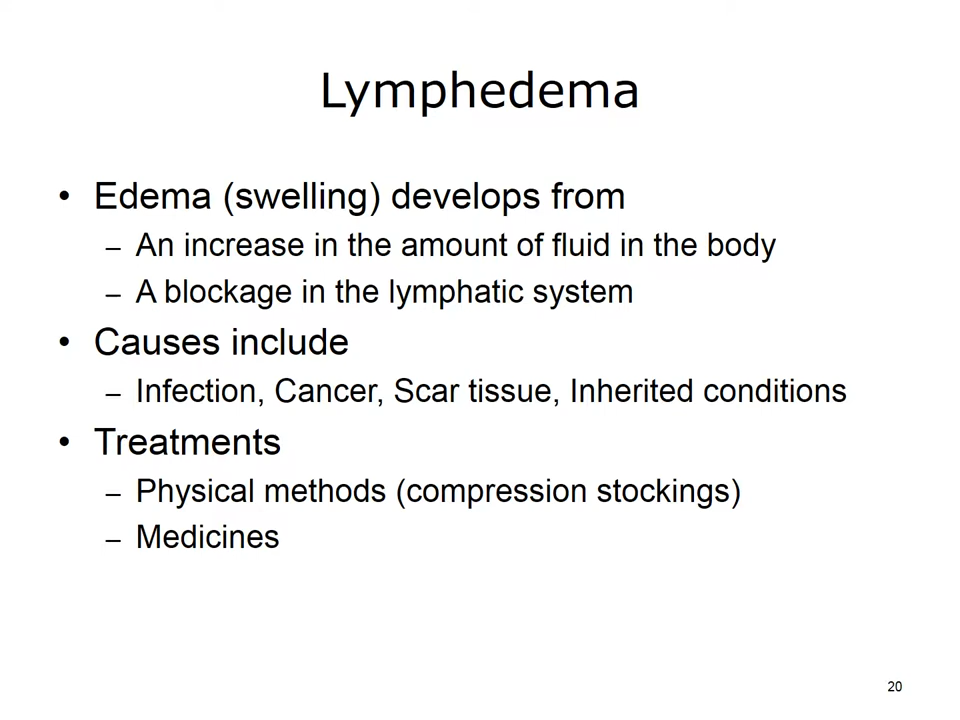 Lymphedema
• Edema (swelling) develops from
– An increase in the amount of fluid in the body
– A blockage in the lymphatic system
• Causes include
– Infection, Cancer, Scar tissue, Inherited conditions
• Treatments
– Physical methods (compression stockings)
– Medicines
20